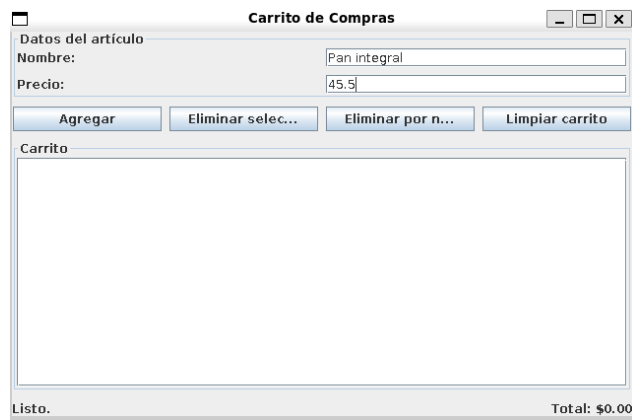 Carrito de Compras
Datos del artículo
Nombre: Pan integral
Precio: 45.5
Agregar Eliminar selec... Eliminar por n... Limpiar carrito
Carrito
Listo. Total: $0.00